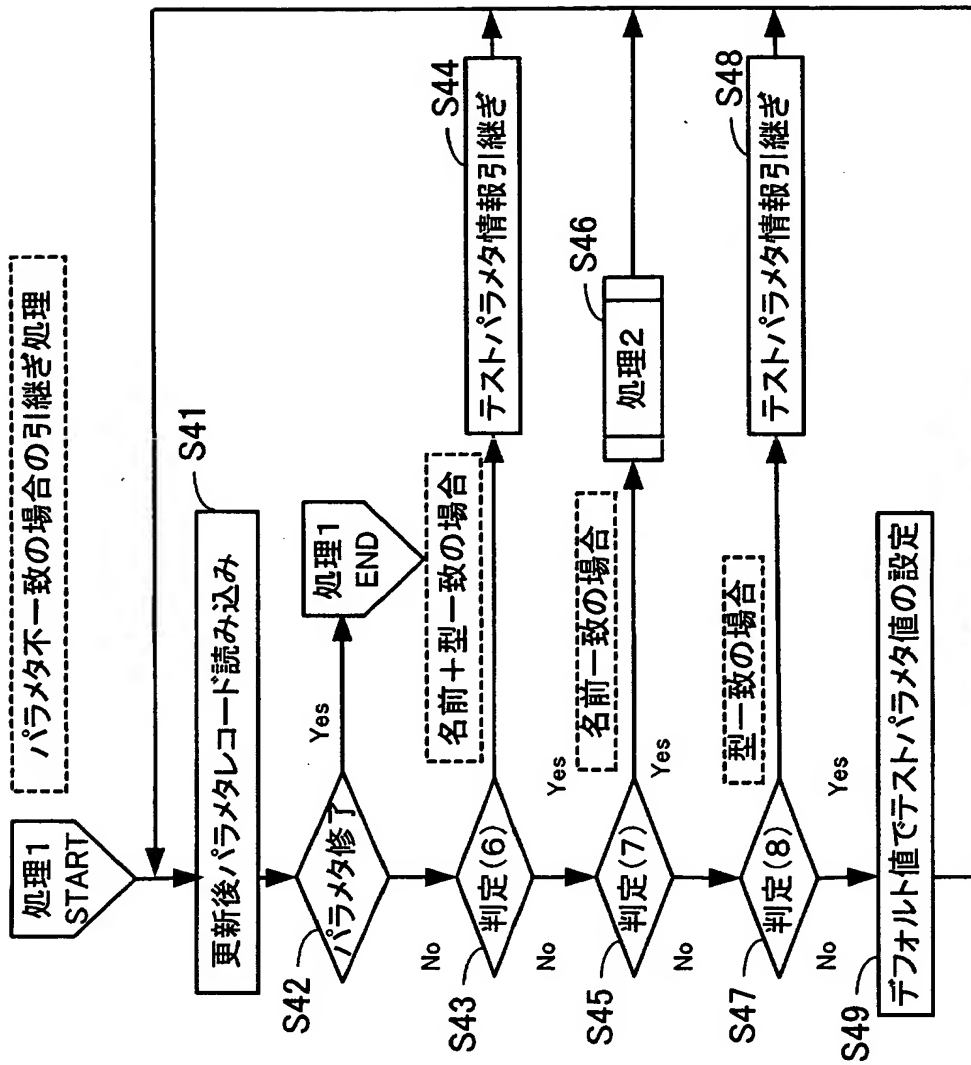 処理1
START
パラメタ不一致の場合の引継ぎ処理
S41
更新後パラメタレコード読み込み
S42
パラメタ修了
Yes
処理1
END
No
名前+型一致の場合
S43
判定(6)
Yes
S44
テストパラメタ情報引継ぎ
No
名前一致の場合
S45
判定(7)
Yes
S46
処理2
No
型一致の場合
S47
判定(8)
Yes
S48
テストパラメタ情報引継ぎ
No
S49
デフォルト値でテストパラメタ値の設定